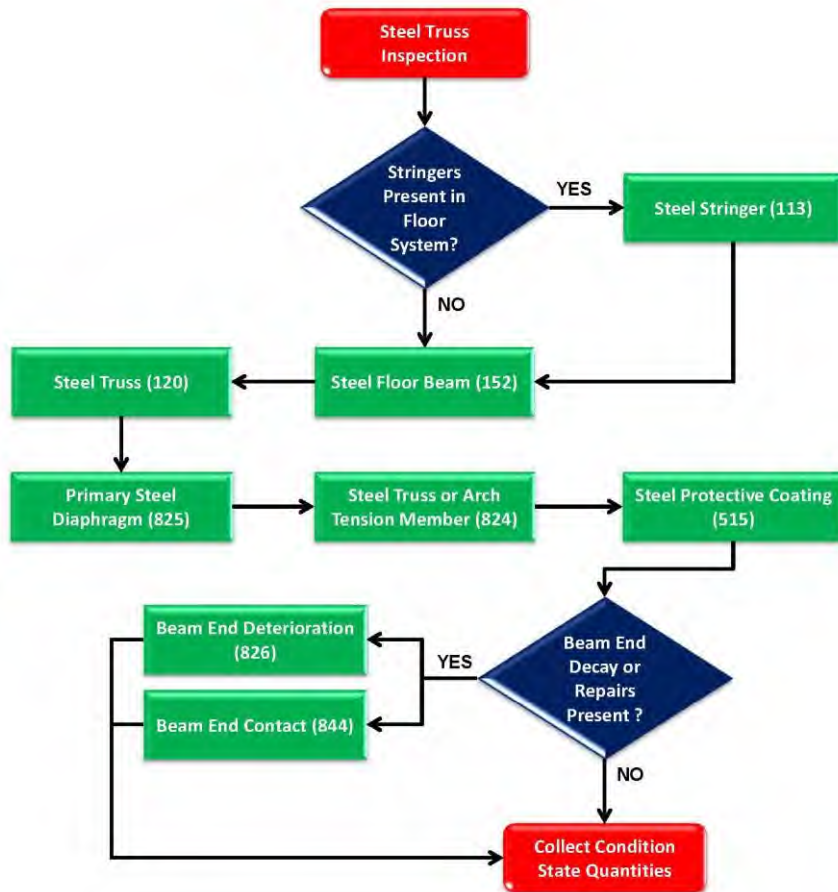 Steel Truss
Inspection
Stringers
Present in
Floor
System?
YES
Steel Stringer (113)
NO
Steel Truss (120)
Steel Floor Beam (152)
Primary Steel
Diaphragm (825)
Steel Truss or Arch
Tension Member (824)
Steel Protective Coating
(515)
Beam End Deterioration
(826)
YES
Beam End
Decay or
Repairs
Present ?
Beam End Contact (844)
NO
Collect Condition
State Quantities